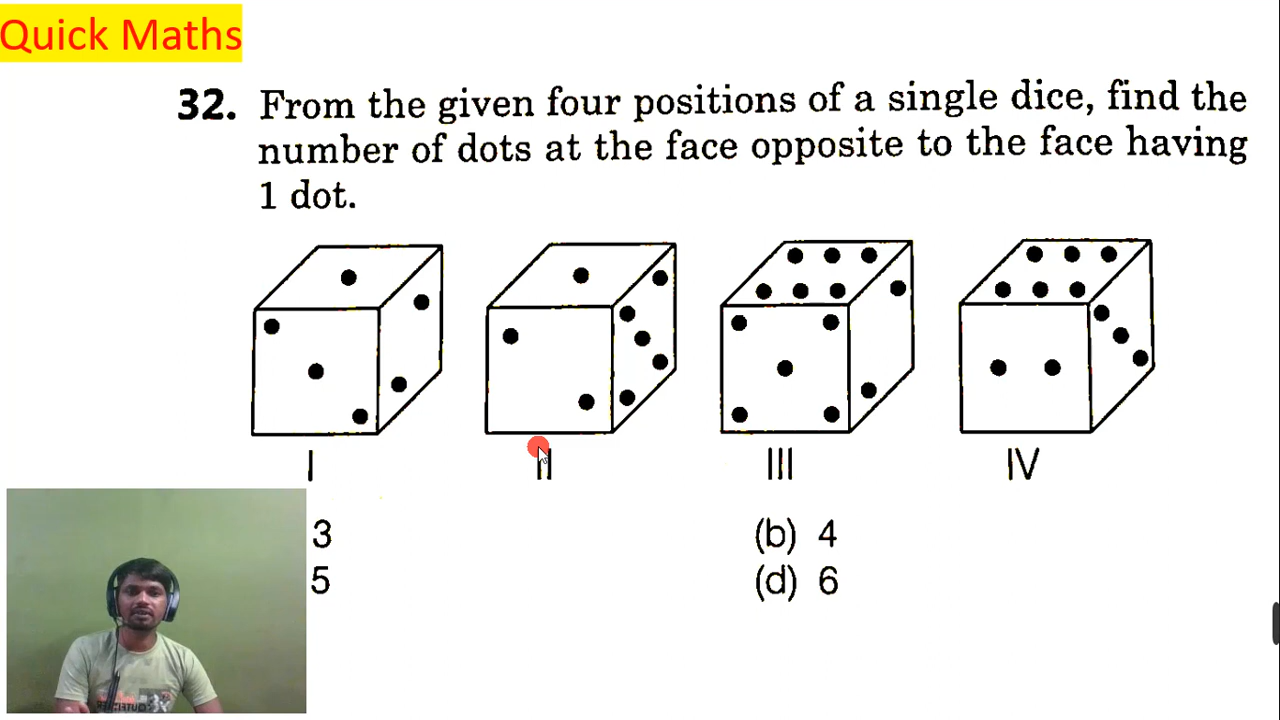 Quick Maths
32. From the given four positions of a single dice, find the
number of dots at the face opposite to the face having
1 dot.
I II III IV
3 (b) 4
5 (d) 6